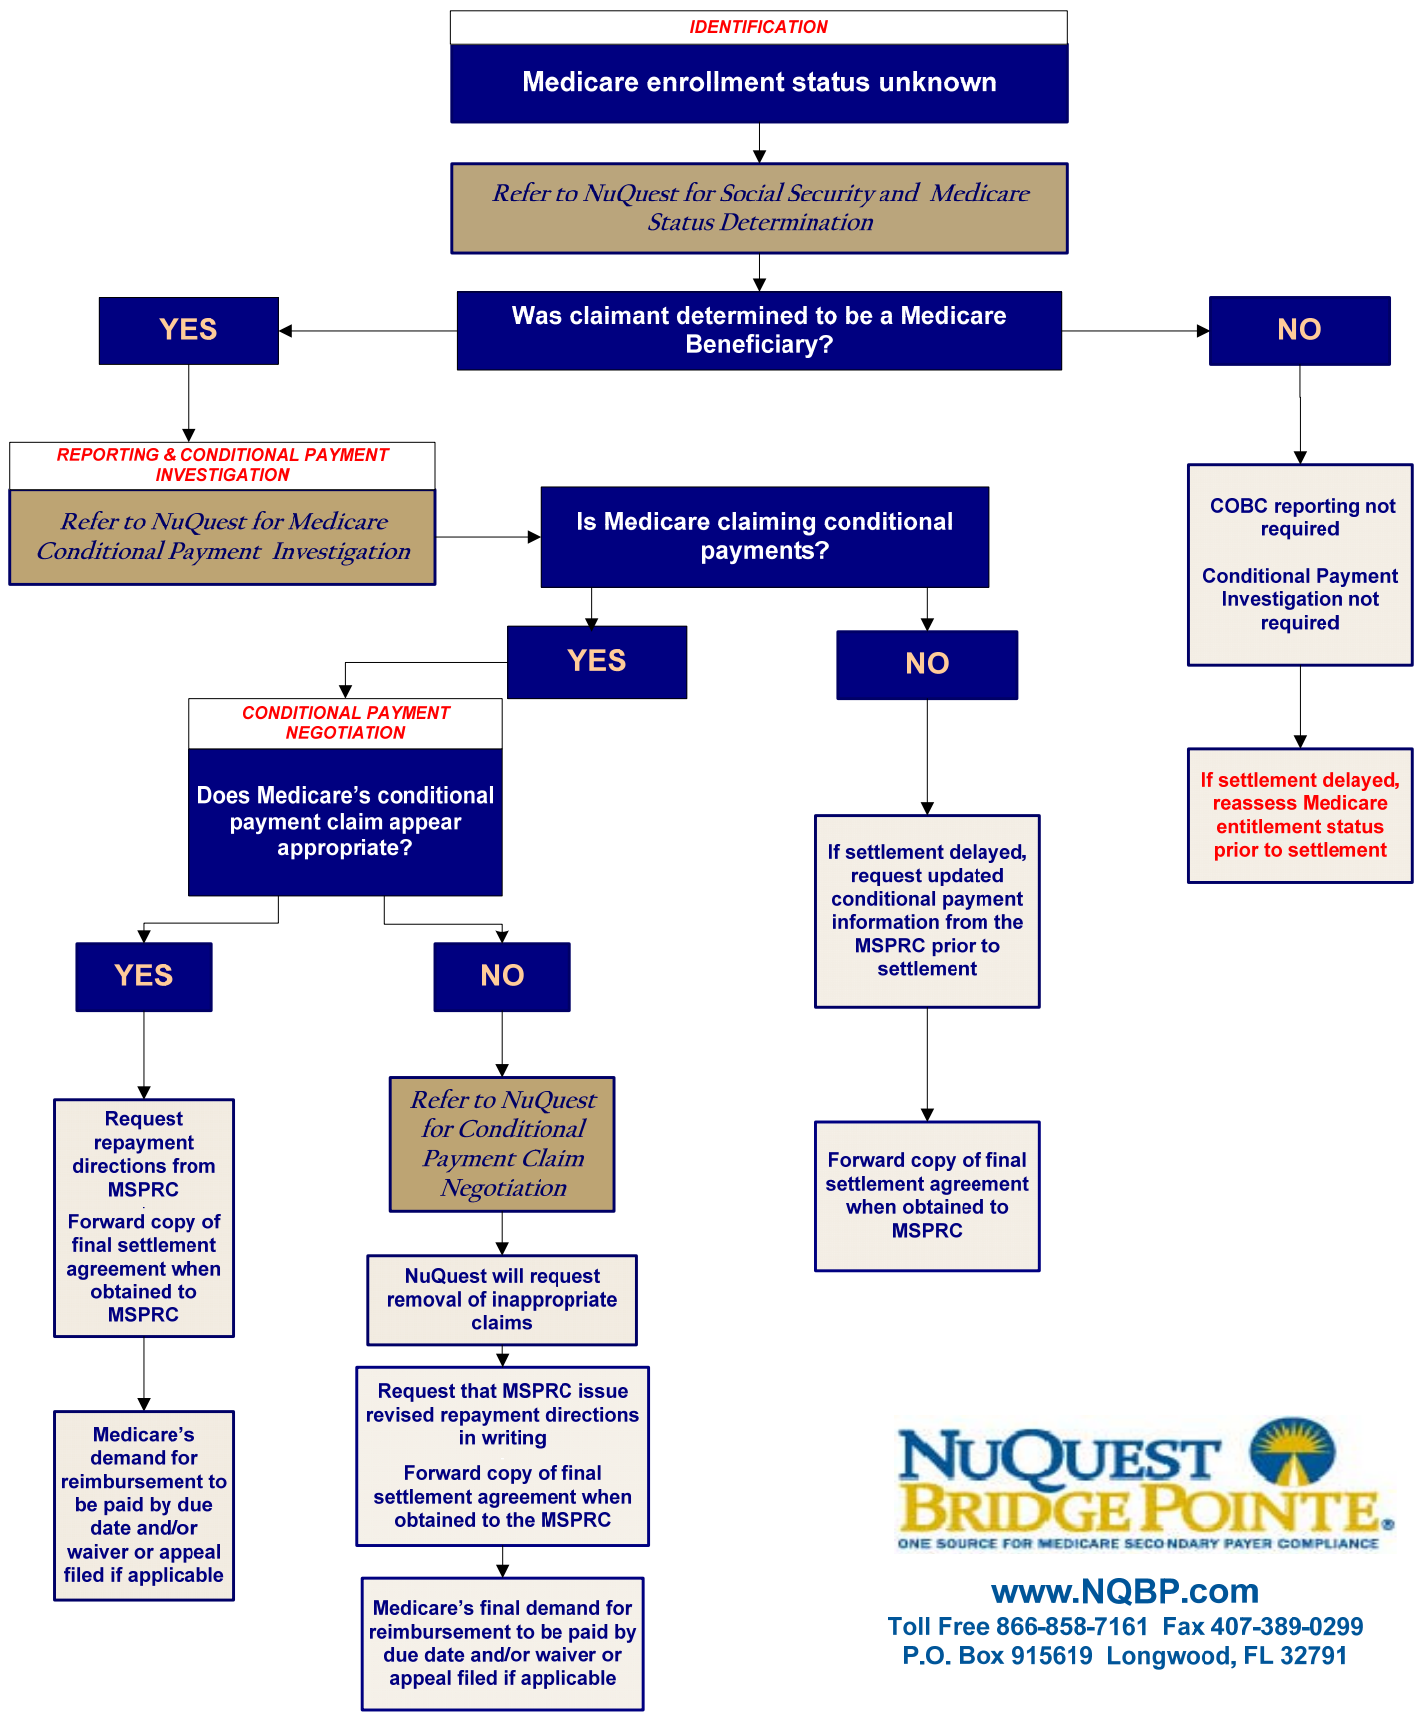 IDENTIFICATION
Medicare enrollment status unknown
Refer to NuQuest for Social Security and Medicare
Status Determination
Was claimant determined to be a Medicare
Beneficiary?
YES
NO
REPORTING & CONDITIONAL PAYMENT
INVESTIGATION
Refer to NuQuest for Medicare
Conditional Payment Investigation
Is Medicare claiming conditional
payments?
COBC reporting not
required
Conditional Payment
Investigation not
required
YES
NO
CONDITIONAL PAYMENT
NEGOTIATION
Does Medicare's conditional
payment claim appear
appropriate?
If settlement delayed,
reassess Medicare
entitlement status
prior to settlement
If settlement delayed,
request updated
conditional payment
information from the
MSPRC prior to
settlement
YES
NO
Request
repayment
directions from
MSPRC
Forward copy of
final settlement
agreement when
obtained to
MSPRC
Refer to NuQuest
for Conditional
Payment Claim
Negotiation
Forward copy of final
settlement agreement
when obtained to
MSPRC
NuQuest will request
removal of inappropriate
claims
Request that MSPRC issue
revised repayment directions
in writing
Forward copy of final
settlement agreement when
obtained to the MSPRC
Medicare's
demand for
reimbursement to
be paid by due
date and/or
waiver or appeal
filed if applicable
Medicare's final demand for
reimbursement to be paid by
due date and/or waiver or
appeal filed if applicable
NUQUEST
BRIDGE POINTE®
ONE SOURCE FOR MEDICARE SECONDARY PAYER COMPLIANCE
www.NQBP.com
Toll Free 866-858-7161 Fax 407-389-0299
P.O. Box 915619 Longwood, FL 32791